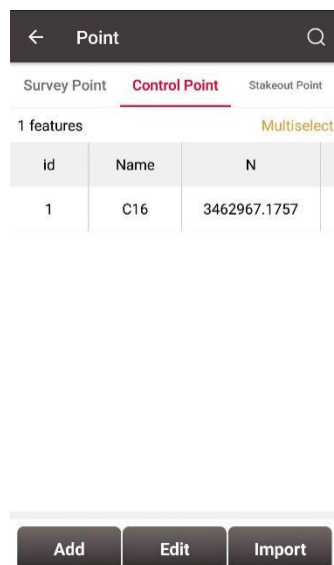 Point
Survey Point Control Point Stakeout Point
1 features Multiselect
id Name N
1 C16 3462967.1757
Add Edit Import